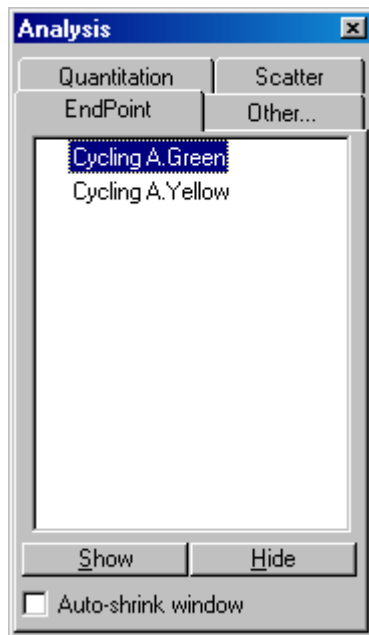 Analysis
Quantitation Scatter
EndPoint Other...
Cycling A.Green
Cycling A.Yellow
Show Hide
Auto-shrink window